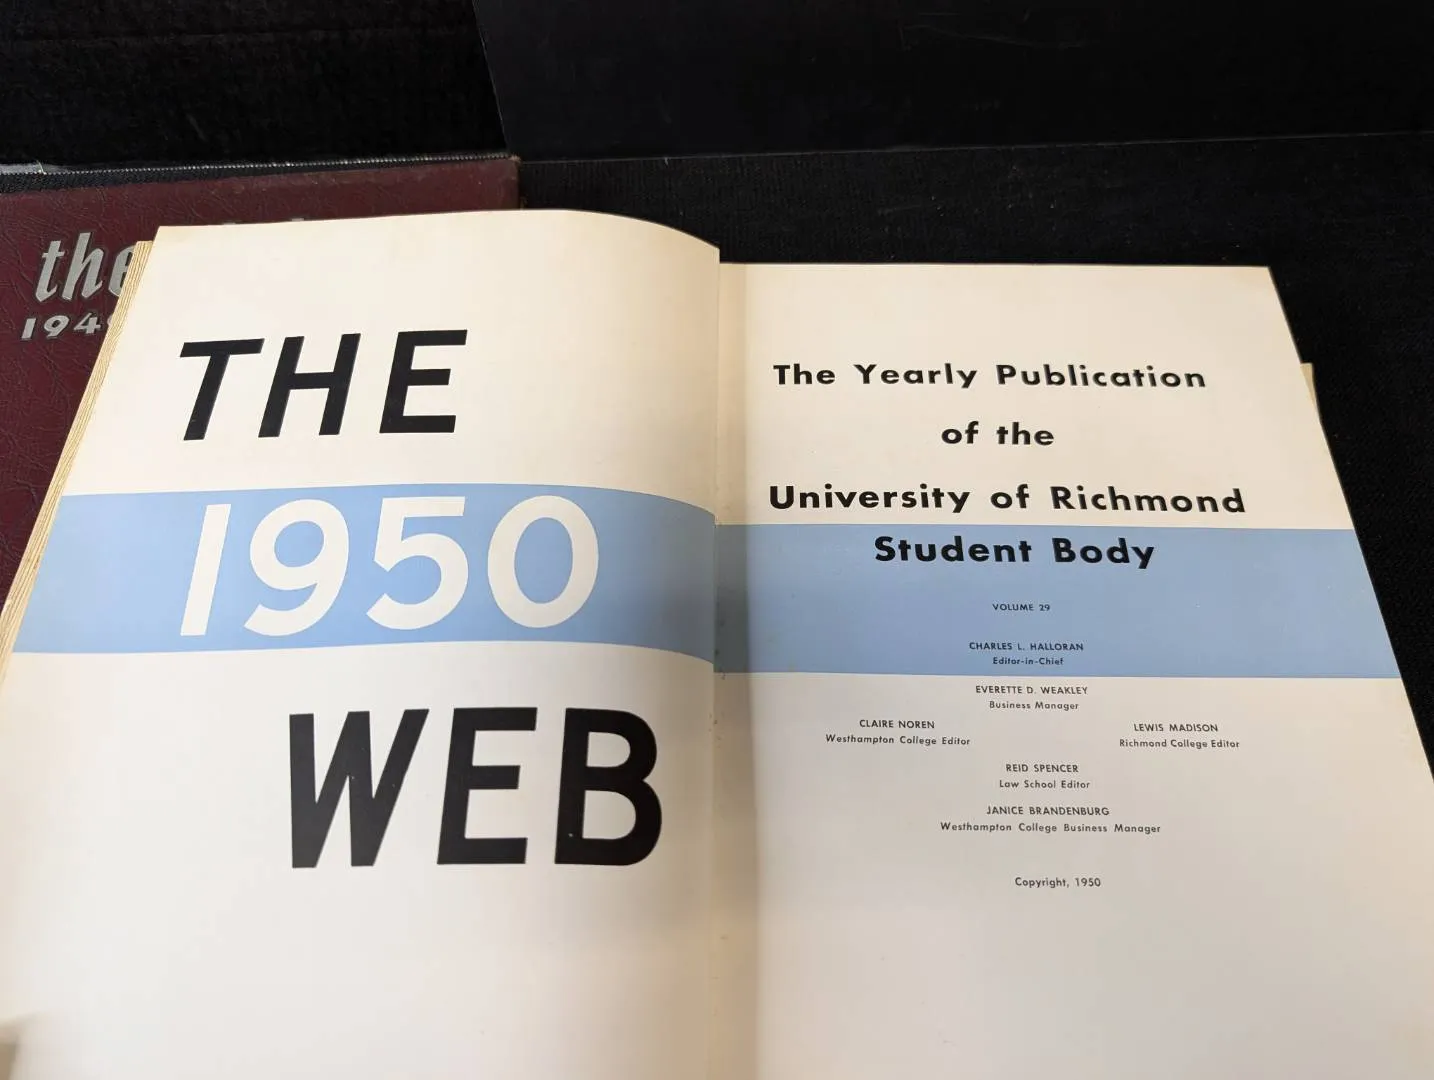 the
THE
1950
WEB
The Yearly Publication
of the
University of Richmond
Student Body
VOLUME 29
CHARLES L. HALLORAN
Editor-in-Chief
EVERETTE D. WEAKLEY
Business Manager
CLAIRE NOREN
Westhampton College Editor
LEWIS MADISON
Richmond College Editor
REID SPENCER
Law School Editor
JANICE BRANDENBURG
Westhampton College Business Manager
Copyright, 1950